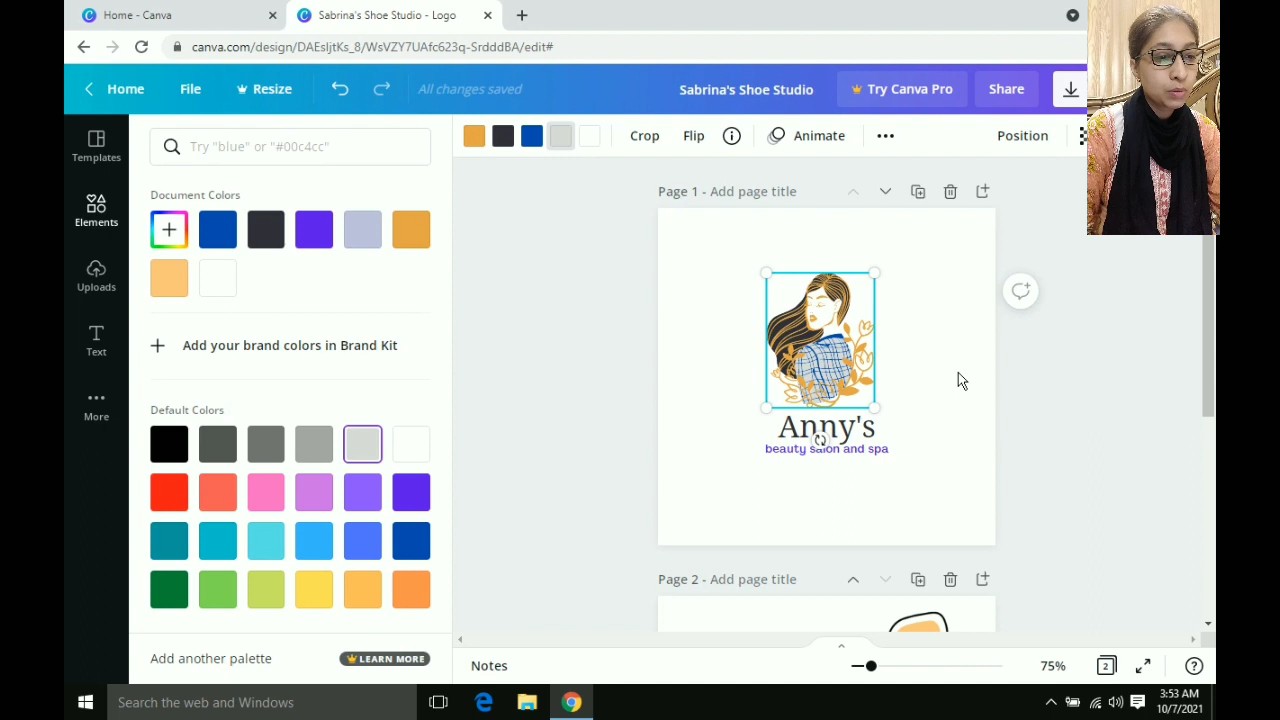 Home - Canva
Sabrina's Shoe Studio - Logo
canva.com/design/DAEsljtKs_8/WsVZY7UAfc623q-SrdddBA/edit#
Home
File
Resize
All changes saved
Sabrina's Shoe Studio
Try Canva Pro
Share
Templates
Elements
Uploads
Text
More
Try "blue" or "#00c4cc"
Document Colors
Add your brand colors in Brand Kit
Default Colors
Add another palette
LEARN MORE
Crop
Flip
Animate
Position
Page 1 - Add page title
Anny's
beauty salon and spa
Page 2 - Add page title
Notes
75%
2
Search the web and Windows
3:53 AM
10/7/2021